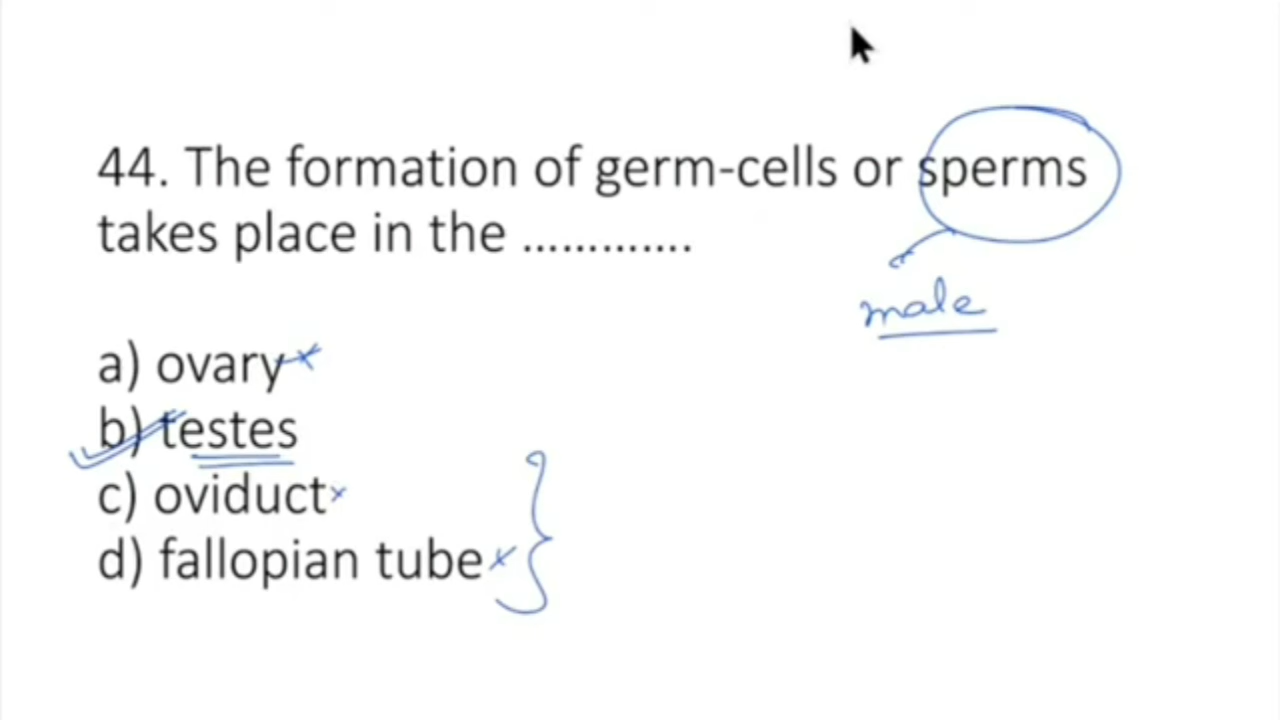 44. The formation of germ-cells or sperms
takes place in the .............
male
a) ovary
b) testes
c) oviduct
d) fallopian tube